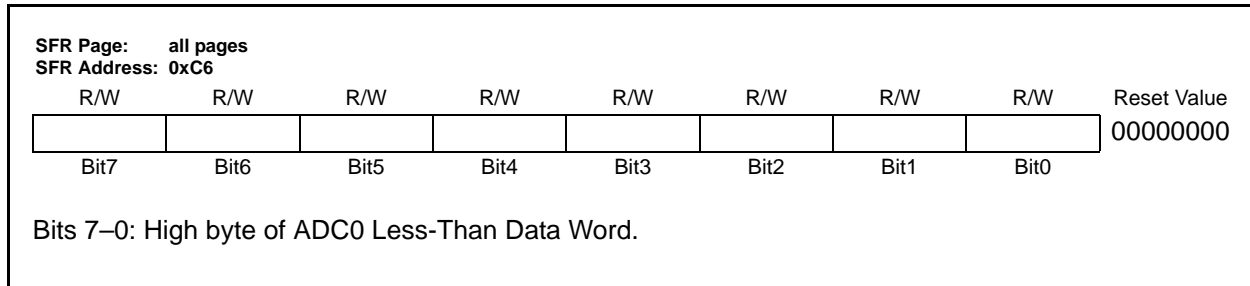 SFR Page: all pages
SFR Address: 0xC6
R/W R/W R/W R/W R/W R/W R/W R/W Reset Value
00000000
Bit7 Bit6 Bit5 Bit4 Bit3 Bit2 Bit1 Bit0
Bits 7–0: High byte of ADC0 Less-Than Data Word.